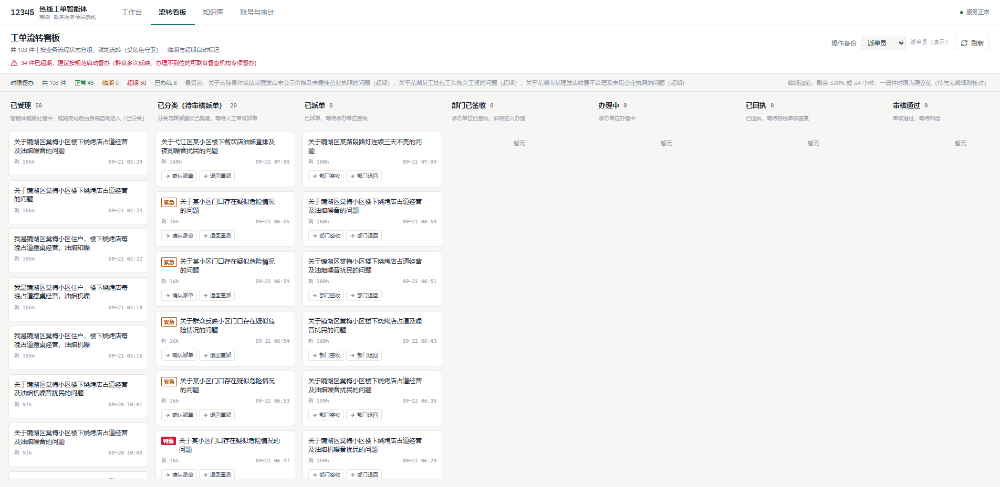 12345 热线工单智能体
芜湖·政务服务便民热线
工作台 流转看板 知识库 账号与审计
服务正常
工单流转看板
共 103 件 | 按业务流程状态分组，就地流转（受角色守卫），临期与超期自动标记
34 件已超期，建议按规范启动督办（群众多次反映、办理不到位的可联合督查机构专项督办）
操作身份 派单员 派单员（演示） 刷新
时限督办 共 103 件 正常 45 临期 0 超期 50 已办结 8 最紧迫：关于南陵县许镇镇某理发店未公示价格及未悬挂营业执照的问题（超期）；关于芜湖某工地包工头拖欠工资的问题（超期）；关于芜湖市某理发店收费不合理及未见营业执照的问题（超期）
临期阈值：剩余 ≤20% 或 ≤4 小时；一般件时限为建议值（待与芜湖细则核对）
已受理 50
智能体链路处理中；链路完成后由系统自动进入「已分类」
关于镜湖区棠梅小区楼下烧烤店占道经营
及油烟噪音的问题
剩 155h 09-21 02:24
关于镜湖区棠梅小区楼下烧烤店占道经营
的问题
剩 155h 09-21 02:23
我是镜湖区棠梅小区住户，楼下烧烤店每
晚占道摆桌经营，油烟和噪
剩 155h 09-21 02:22
我是镜湖区棠梅小区住户，楼下烧烤店每
晚占道摆桌经营，油烟机噪
剩 155h 09-21 02:19
我是镜湖区棠梅小区住户，楼下烧烤店每
晚占道摆桌经营，油烟机噪
剩 155h 09-21 02:16
关于镜湖区棠梅小区楼下烧烤店占道经营
及油烟机噪音扰民的问题
剩 91h 09-20 10:01
关于镜湖区棠梅小区楼下烧烤店占道经营
及油烟噪音的问题
剩 91h 09-20 10:00
已分类（待审核派单） 20
分类与转派建议已就绪，等待人工审核派单
关于弋江区某小区楼下餐饮店油烟直排及
夜间噪音扰民的问题
剩 160h 09-21 07:00
→ 确认派单 → 退回重派
紧急 关于某小区门口存在疑似危险情况
的问题
剩 16h 09-21 06:55
→ 确认派单 → 退回重派
紧急 关于某小区门口存在疑似危险情况
的问题
剩 16h 09-21 06:54
→ 确认派单 → 退回重派
紧急 关于群众反映小区门口存在疑似危
险情况的问题
剩 16h 09-21 06:54
→ 确认派单 → 退回重派
紧急 关于某小区门口存在疑似危险情况
的问题
剩 16h 09-21 06:53
→ 确认派单 → 退回重派
特急 关于某小区门口存在疑似危险情况的
问题
剩 16h 09-21 06:47
→ 确认派单 → 退回重派
已派单 8
已派单，等待承办单位签收
关于镜湖区某路段路灯连续三天不亮的问
题
剩 160h 09-21 07:04
→ 部门签收 → 部门退回
关于镜湖区棠梅小区楼下烧烤店占道经营
及油烟噪音的问题
剩 160h 09-21 06:59
→ 部门签收 → 部门退回
关于镜湖区棠梅小区楼下烧烤店占道经营
及油烟噪音扰民的问题
剩 160h 09-21 06:51
→ 部门签收 → 部门退回
关于镜湖区棠梅小区楼下烧烤店占道及噪
音扰民的问题
剩 160h 09-21 06:43
→ 部门签收 → 部门退回
关于镜湖区棠梅小区楼下烧烤店占道经营
及油烟噪音扰民的问题
剩 159h 09-21 06:35
→ 部门签收 → 部门退回
关于镜湖区棠梅小区楼下烧烤店占道经营
及油烟机噪音扰民的问题
剩 159h 09-21 06:28
→ 部门签收 → 部门退回
部门已签收 0
承办单位已签收，即将进入办理
暂无
办理中 0
承办单位办理中
暂无
已回执 0
已回执，等待热线审核答复
暂无
审核通过 0
审核通过，等待归档
暂无